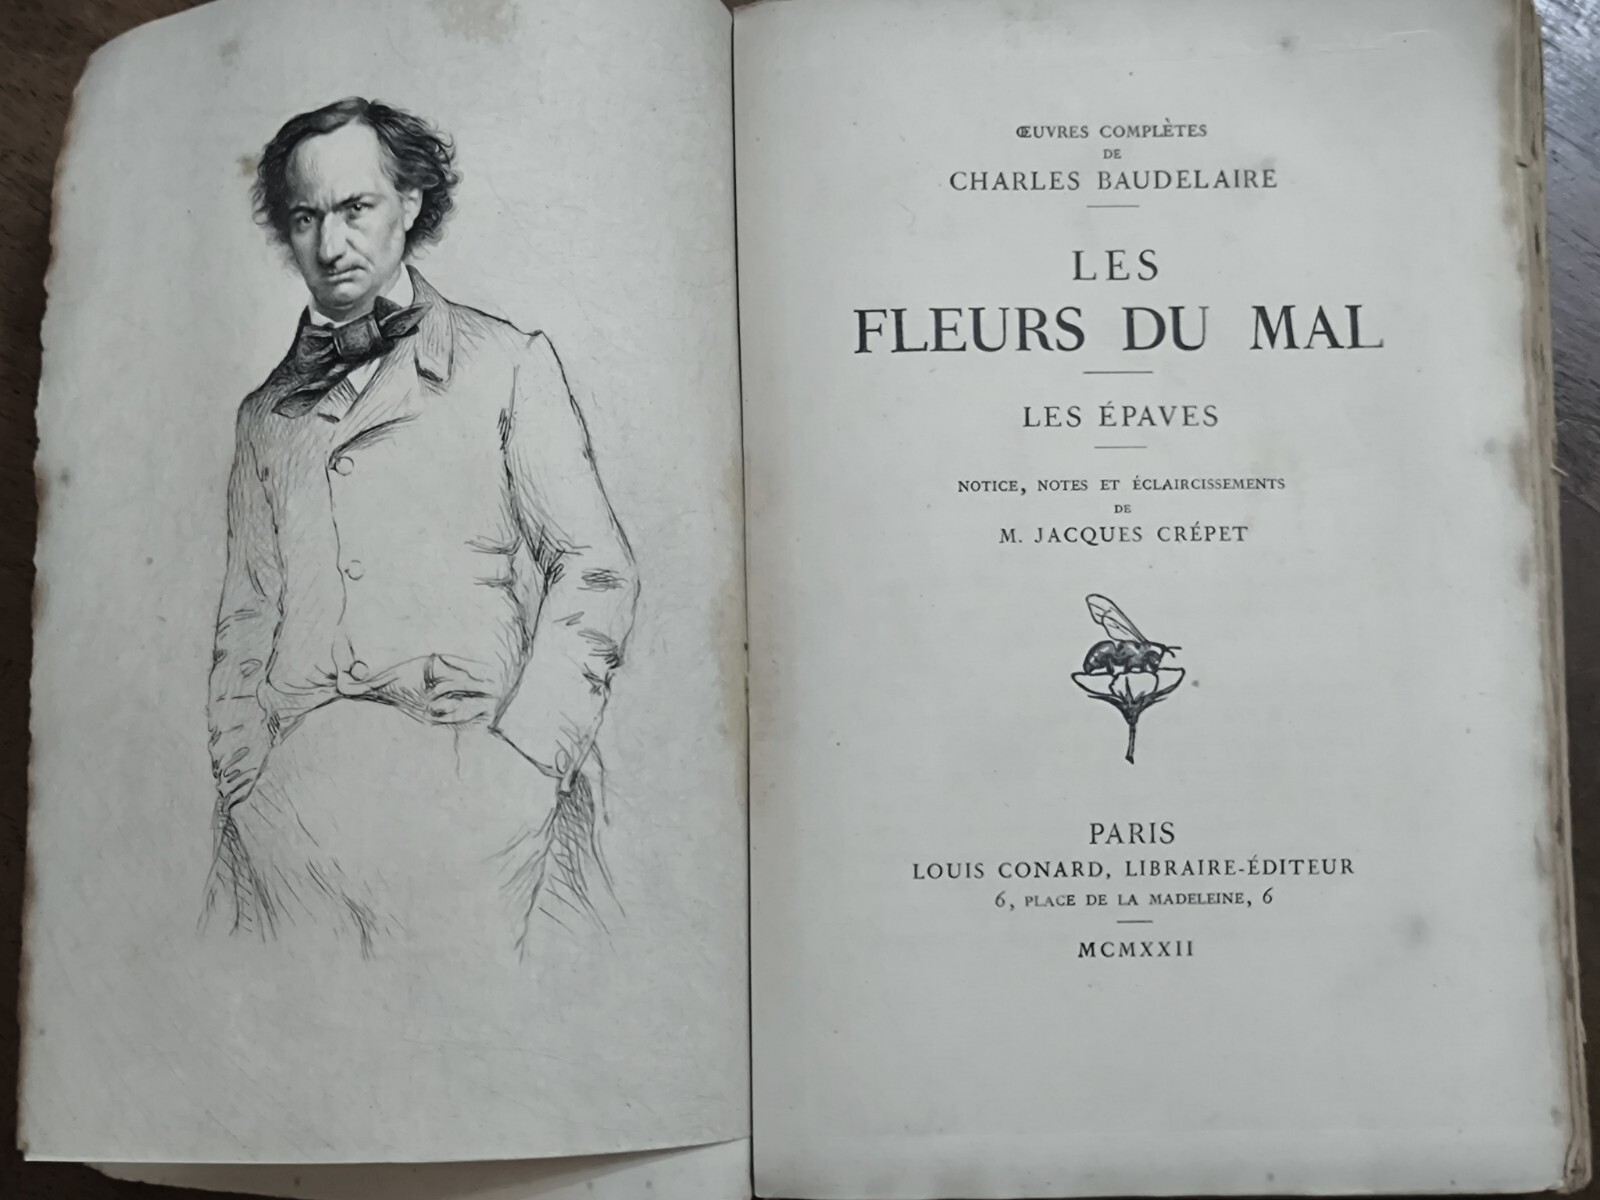 ŒUVRES COMPLÈTES
DE
CHARLES BAUDELAIRE
LES
FLEURS DU MAL
LES ÉPAVES
NOTICE, NOTES ET ÉCLAIRCISSEMENTS
DE
M. JACQUES CRÉPET
PARIS
LOUIS CONARD, LIBRAIRE-ÉDITEUR
6, PLACE DE LA MADELEINE, 6
MCMXXII